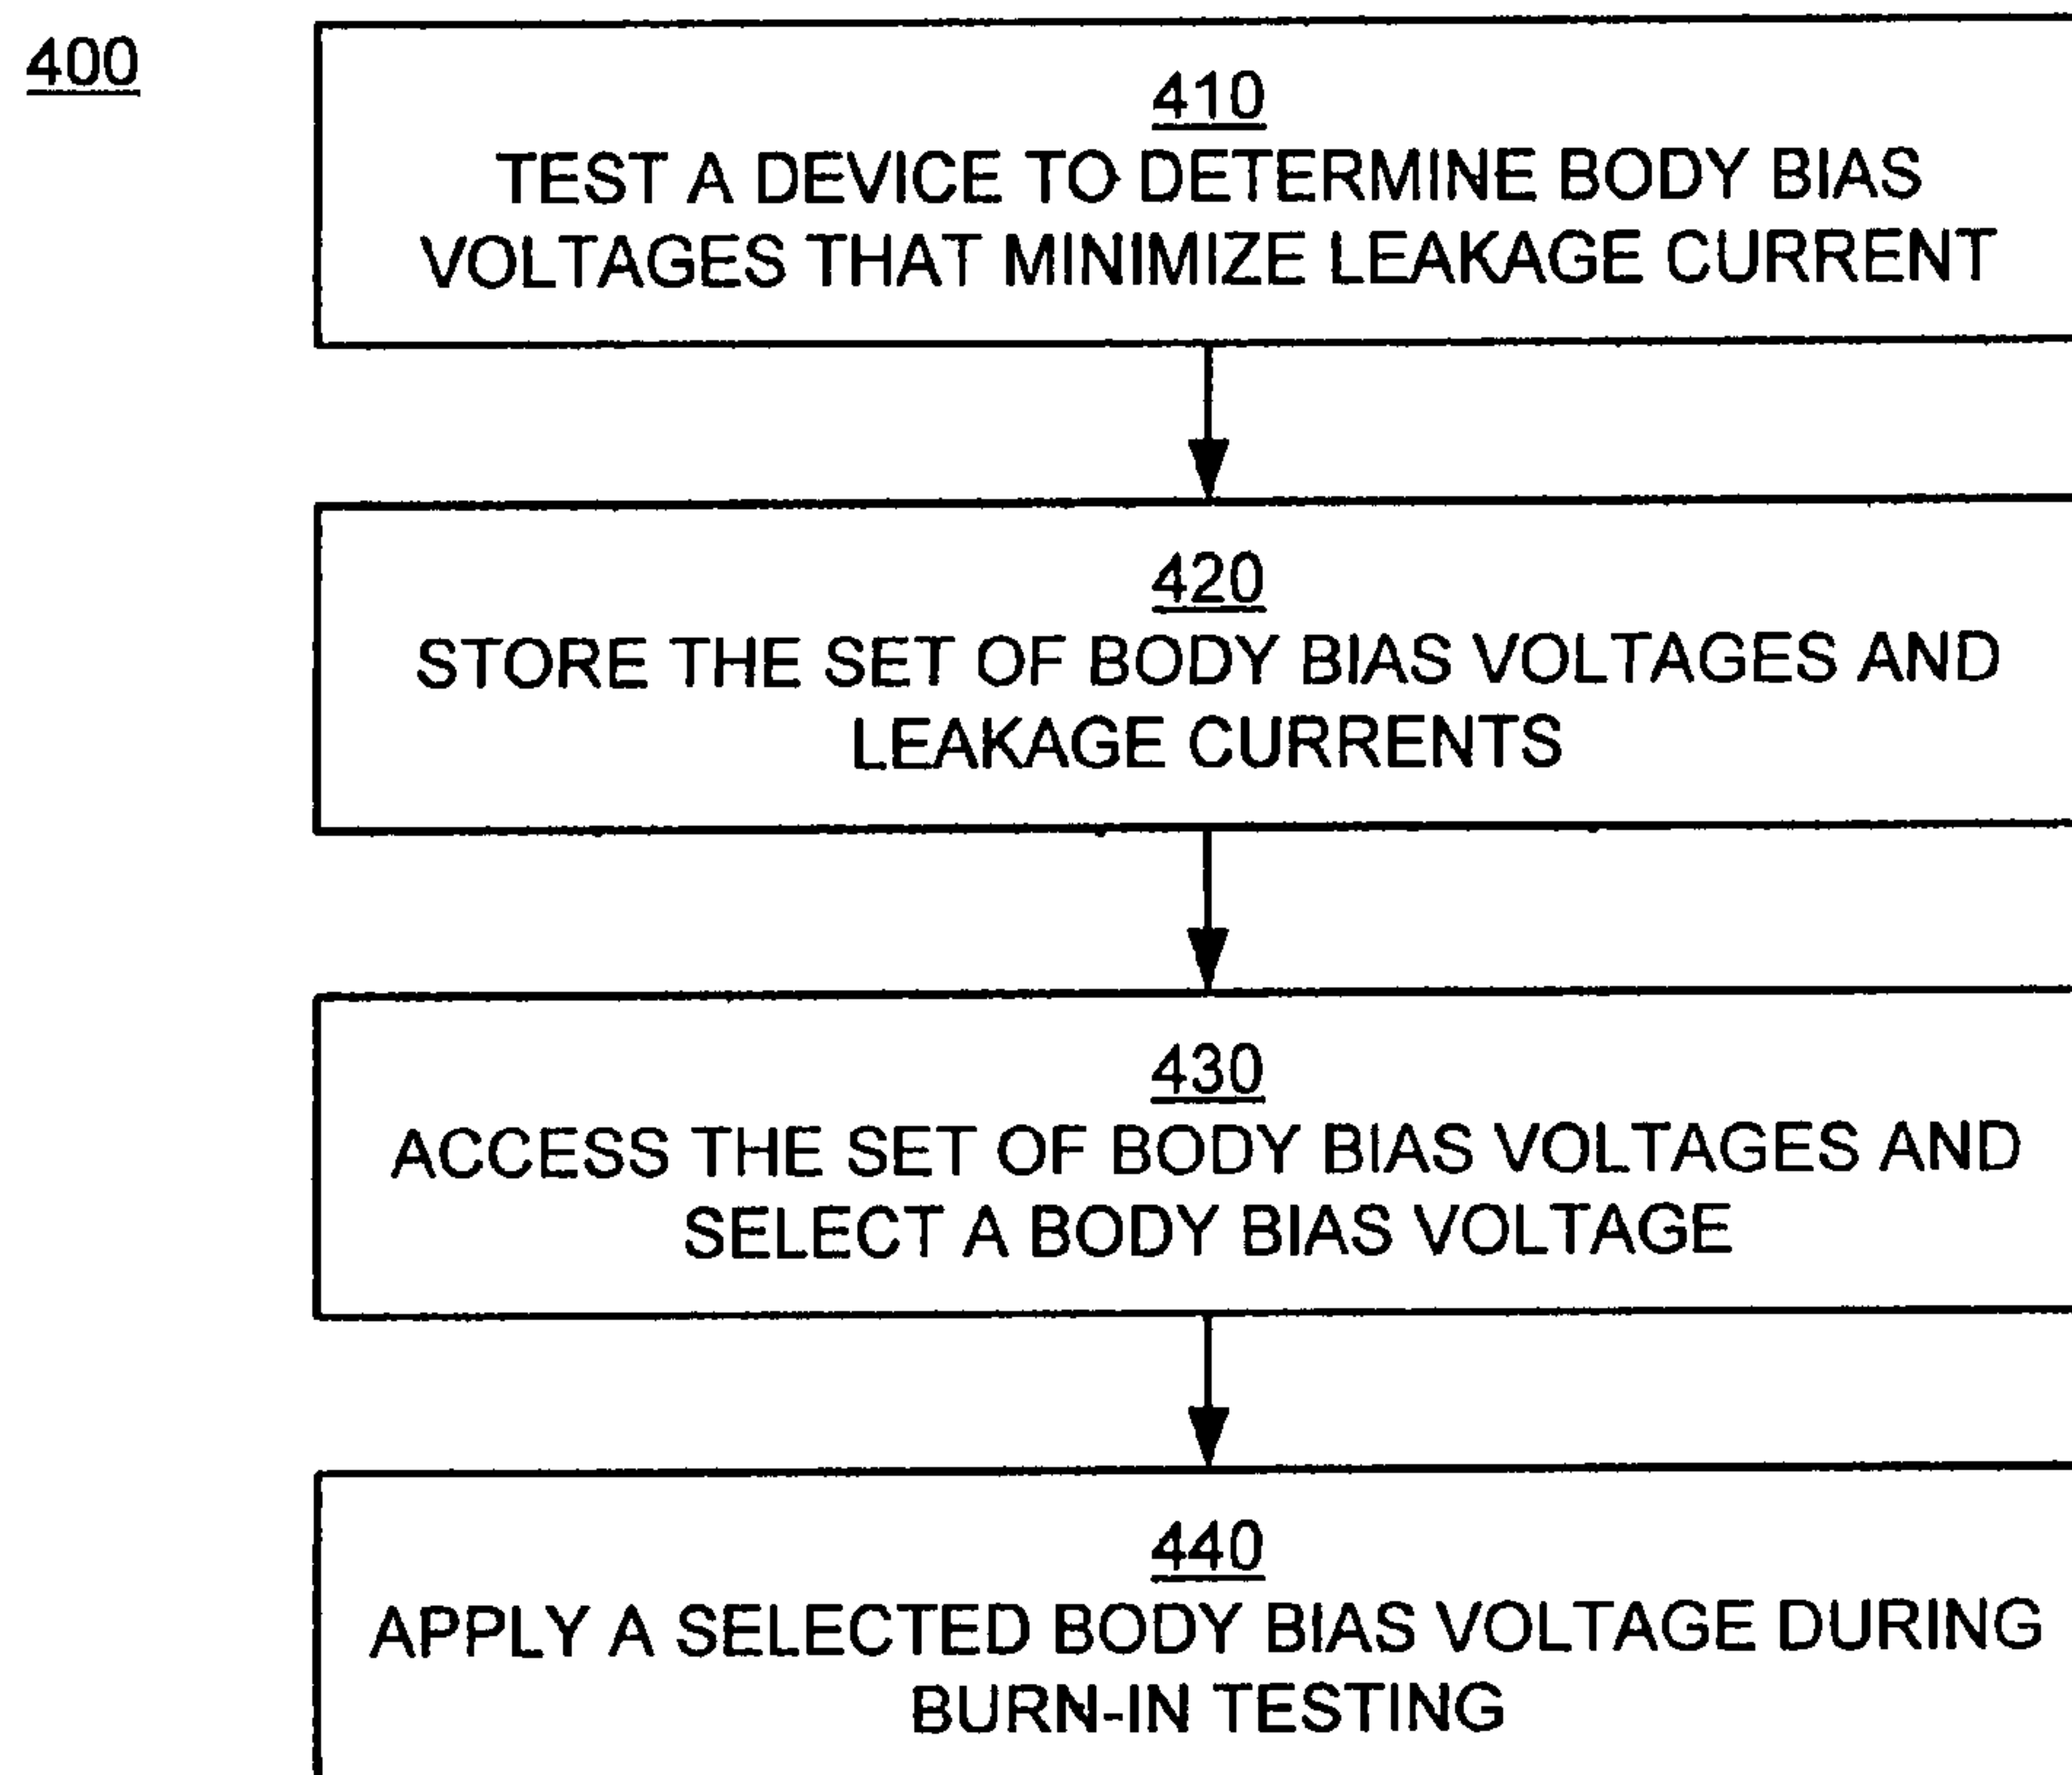 400
410
TEST A DEVICE TO DETERMINE BODY BIAS
VOLTAGES THAT MINIMIZE LEAKAGE CURRENT
420
STORE THE SET OF BODY BIAS VOLTAGES AND
LEAKAGE CURRENTS
430
ACCESS THE SET OF BODY BIAS VOLTAGES AND
SELECT A BODY BIAS VOLTAGE
440
APPLY A SELECTED BODY BIAS VOLTAGE DURING
BURN-IN TESTING